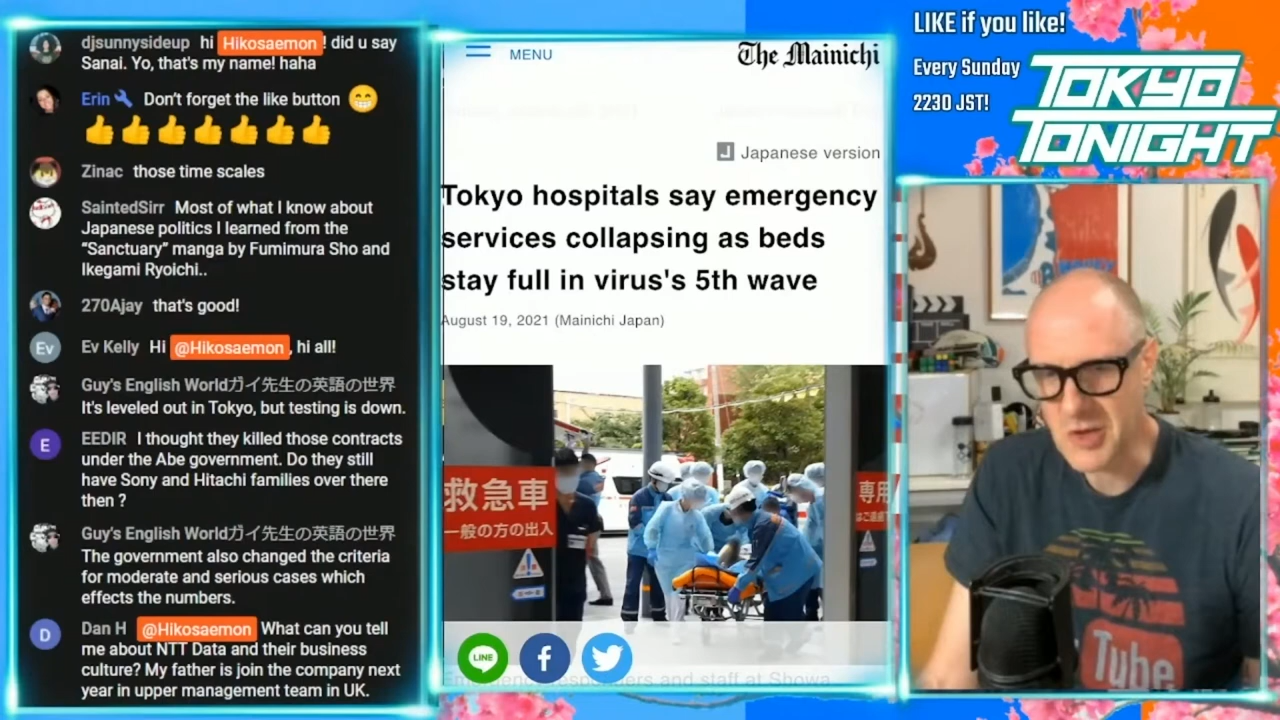 djsunnysideup hi Hikosaemon! did you say
Sanai. Yo, that's my name! haha
Erin Don't forget the like button
Zinac those time scales
SaintedSirr Most of what I know about
Japanese politics I learned from the
“Sanctuary” manga by Fumimura Sho and
Ikegami Ryoichi..
270Ajay that's good!
Ev
Ev Kelly Hi @Hikosaemon, hi all!
Guy's English Worldガイ先生の英語の世界
It's leveled out in Tokyo, but testing is down.
E
EEDIR I thought they killed those contracts
under the Abe government. Do they still
have Sony and Hitachi families over there
then ?
Guy's English Worldガイ先生の英語の世界
The government also changed the criteria
for moderate and serious cases which
effects the numbers.
D
Dan H @Hikosaemon What can you tell
me about NTT Data and their business
culture? My father is join the company next
year in upper management team in UK.
MENU
The Mainichi
J Japanese version
Tokyo hospitals say emergency
services collapsing as beds
stay full in virus's 5th wave
August 19, 2021 (Mainichi Japan)
救急車
一般の方の出入
専用
LINE
f
Emergency responders and staff at Showa
LIKE if you like!
Every Sunday
2230 JST!
TOKYO
TONIGHT
Tube